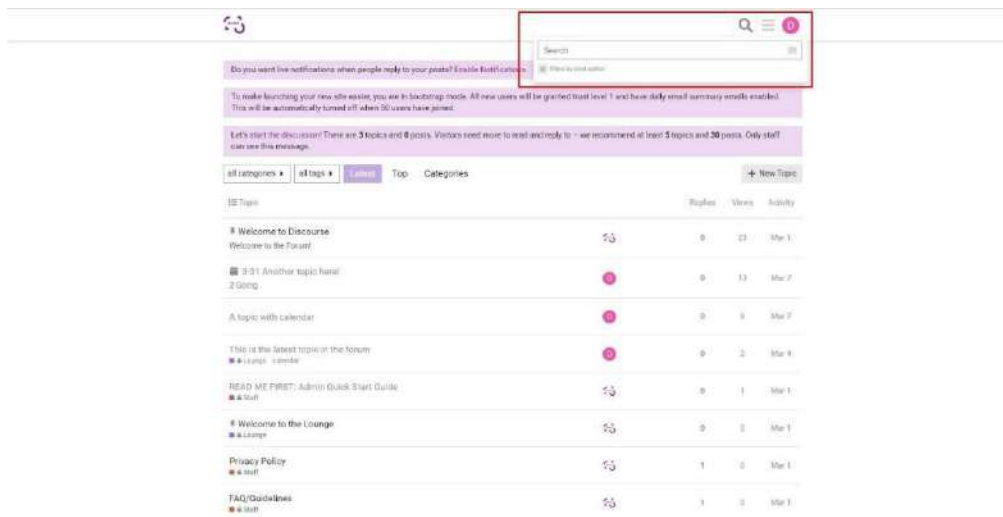 D
Search
Do you want live notifications when people reply to your posts? Enable Notifications
To make launching your new site easier, you are in bootstrap mode. All new users will be granted trust level 1 and have daily email summary emails enabled.
This will be automatically turned off when 50 users have joined.
Let's start the discussion! There are 3 topics and 0 posts. Visitors need more to read and reply to – we recommend at least 5 topics and 30 posts. Only staff
can see this message.
all categories all tags Latest Top Categories + New Topic
Topic Replies Views Activity
Welcome to Discourse 0 23 Mar 1
Welcome to the Forum!
9-31 Another topic here! D 0 13 Mar 7
2 Going
A topic with calendar D 0 Mar 7
This is the latest topic in the forum D 0 2
Lounge calendar
READ ME FIRST: Admin Quick Start Guide 0 1 Mar 1
Staff
Welcome to the Lounge 0 Mar 1
Lounge
Privacy Policy 1 0 Mar 1
Staff
FAQ/Guidelines 1 Mar 1
Staff